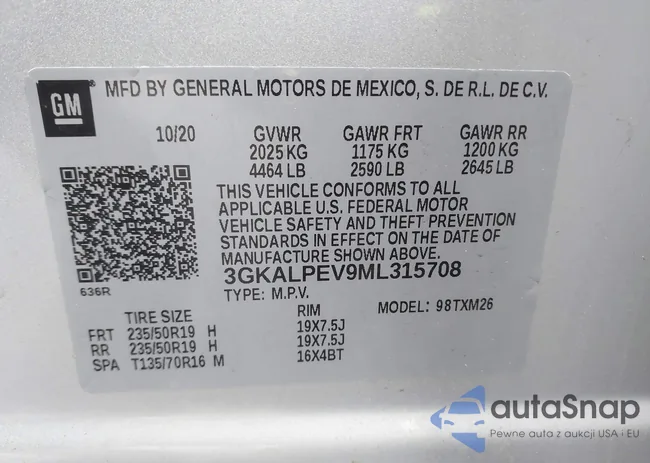 GM
MFD BY GENERAL MOTORS DE MEXICO, S. DE R.L. DE C.V.
10/20 GVWR GAWR FRT GAWR RR
2025 KG 1175 KG 1200 KG
4464 LB 2590 LB 2645 LB
THIS VEHICLE CONFORMS TO ALL
APPLICABLE U.S. FEDERAL MOTOR
VEHICLE SAFETY AND THEFT PREVENTION
STANDARDS IN EFFECT ON THE DATE OF
MANUFACTURE SHOWN ABOVE.
3GKALPEV9ML315708
636R
TYPE: M.P.V. MODEL: 98TXM26
TIRE SIZE RIM
FRT 235/50R19 H 19X7.5J
RR 235/50R19 H 19X7.5J
SPA T135/70R16 M 16X4BT
autaSnap
Pewne auta z aukcji USA i EU